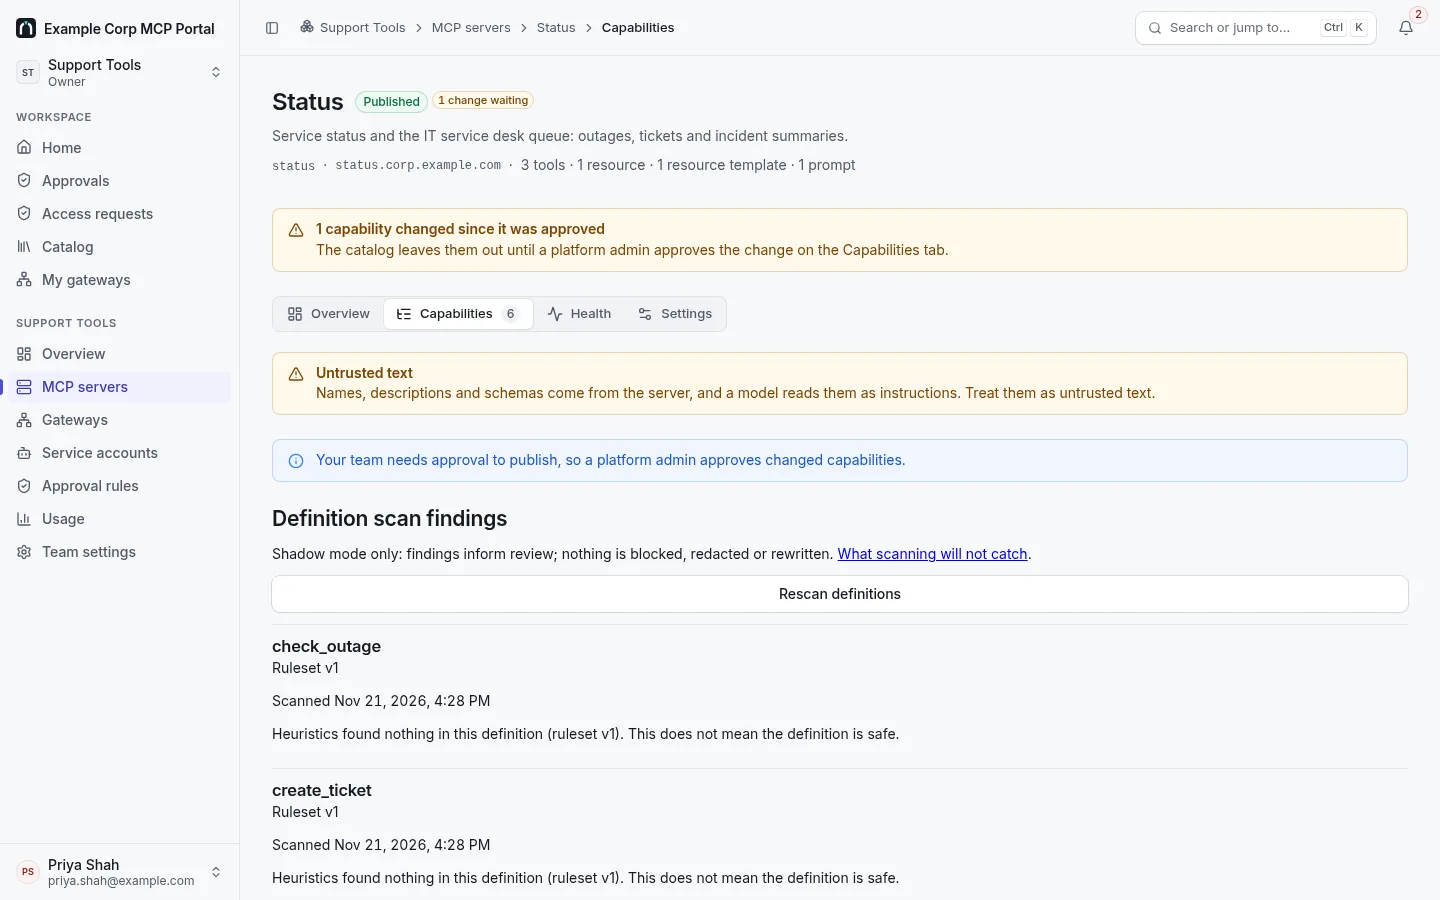 Example Corp MCP Portal
ST
Support Tools
Owner
WORKSPACE
Home
Approvals
Access requests
Catalog
My gateways
SUPPORT TOOLS
Overview
MCP servers
Gateways
Service accounts
Approval rules
Usage
Team settings
PS
Priya Shah
priya.shah@example.com
Support Tools
MCP servers
Status
Capabilities
Search or jump to...
Ctrl K
2
Status
Published
1 change waiting
Service status and the IT service desk queue: outages, tickets and incident summaries.
status · status.corp.example.com · 3 tools · 1 resource · 1 resource template · 1 prompt
1 capability changed since it was approved
The catalog leaves them out until a platform admin approves the change on the Capabilities tab.
Overview
Capabilities 6
Health
Settings
Untrusted text
Names, descriptions and schemas come from the server, and a model reads them as instructions. Treat them as untrusted text.
Your team needs approval to publish, so a platform admin approves changed capabilities.
Definition scan findings
Shadow mode only: findings inform review; nothing is blocked, redacted or rewritten. What scanning will not catch.
Rescan definitions
check_outage
Ruleset v1
Scanned Nov 21, 2026, 4:28 PM
Heuristics found nothing in this definition (ruleset v1). This does not mean the definition is safe.
create_ticket
Ruleset v1
Scanned Nov 21, 2026, 4:28 PM
Heuristics found nothing in this definition (ruleset v1). This does not mean the definition is safe.